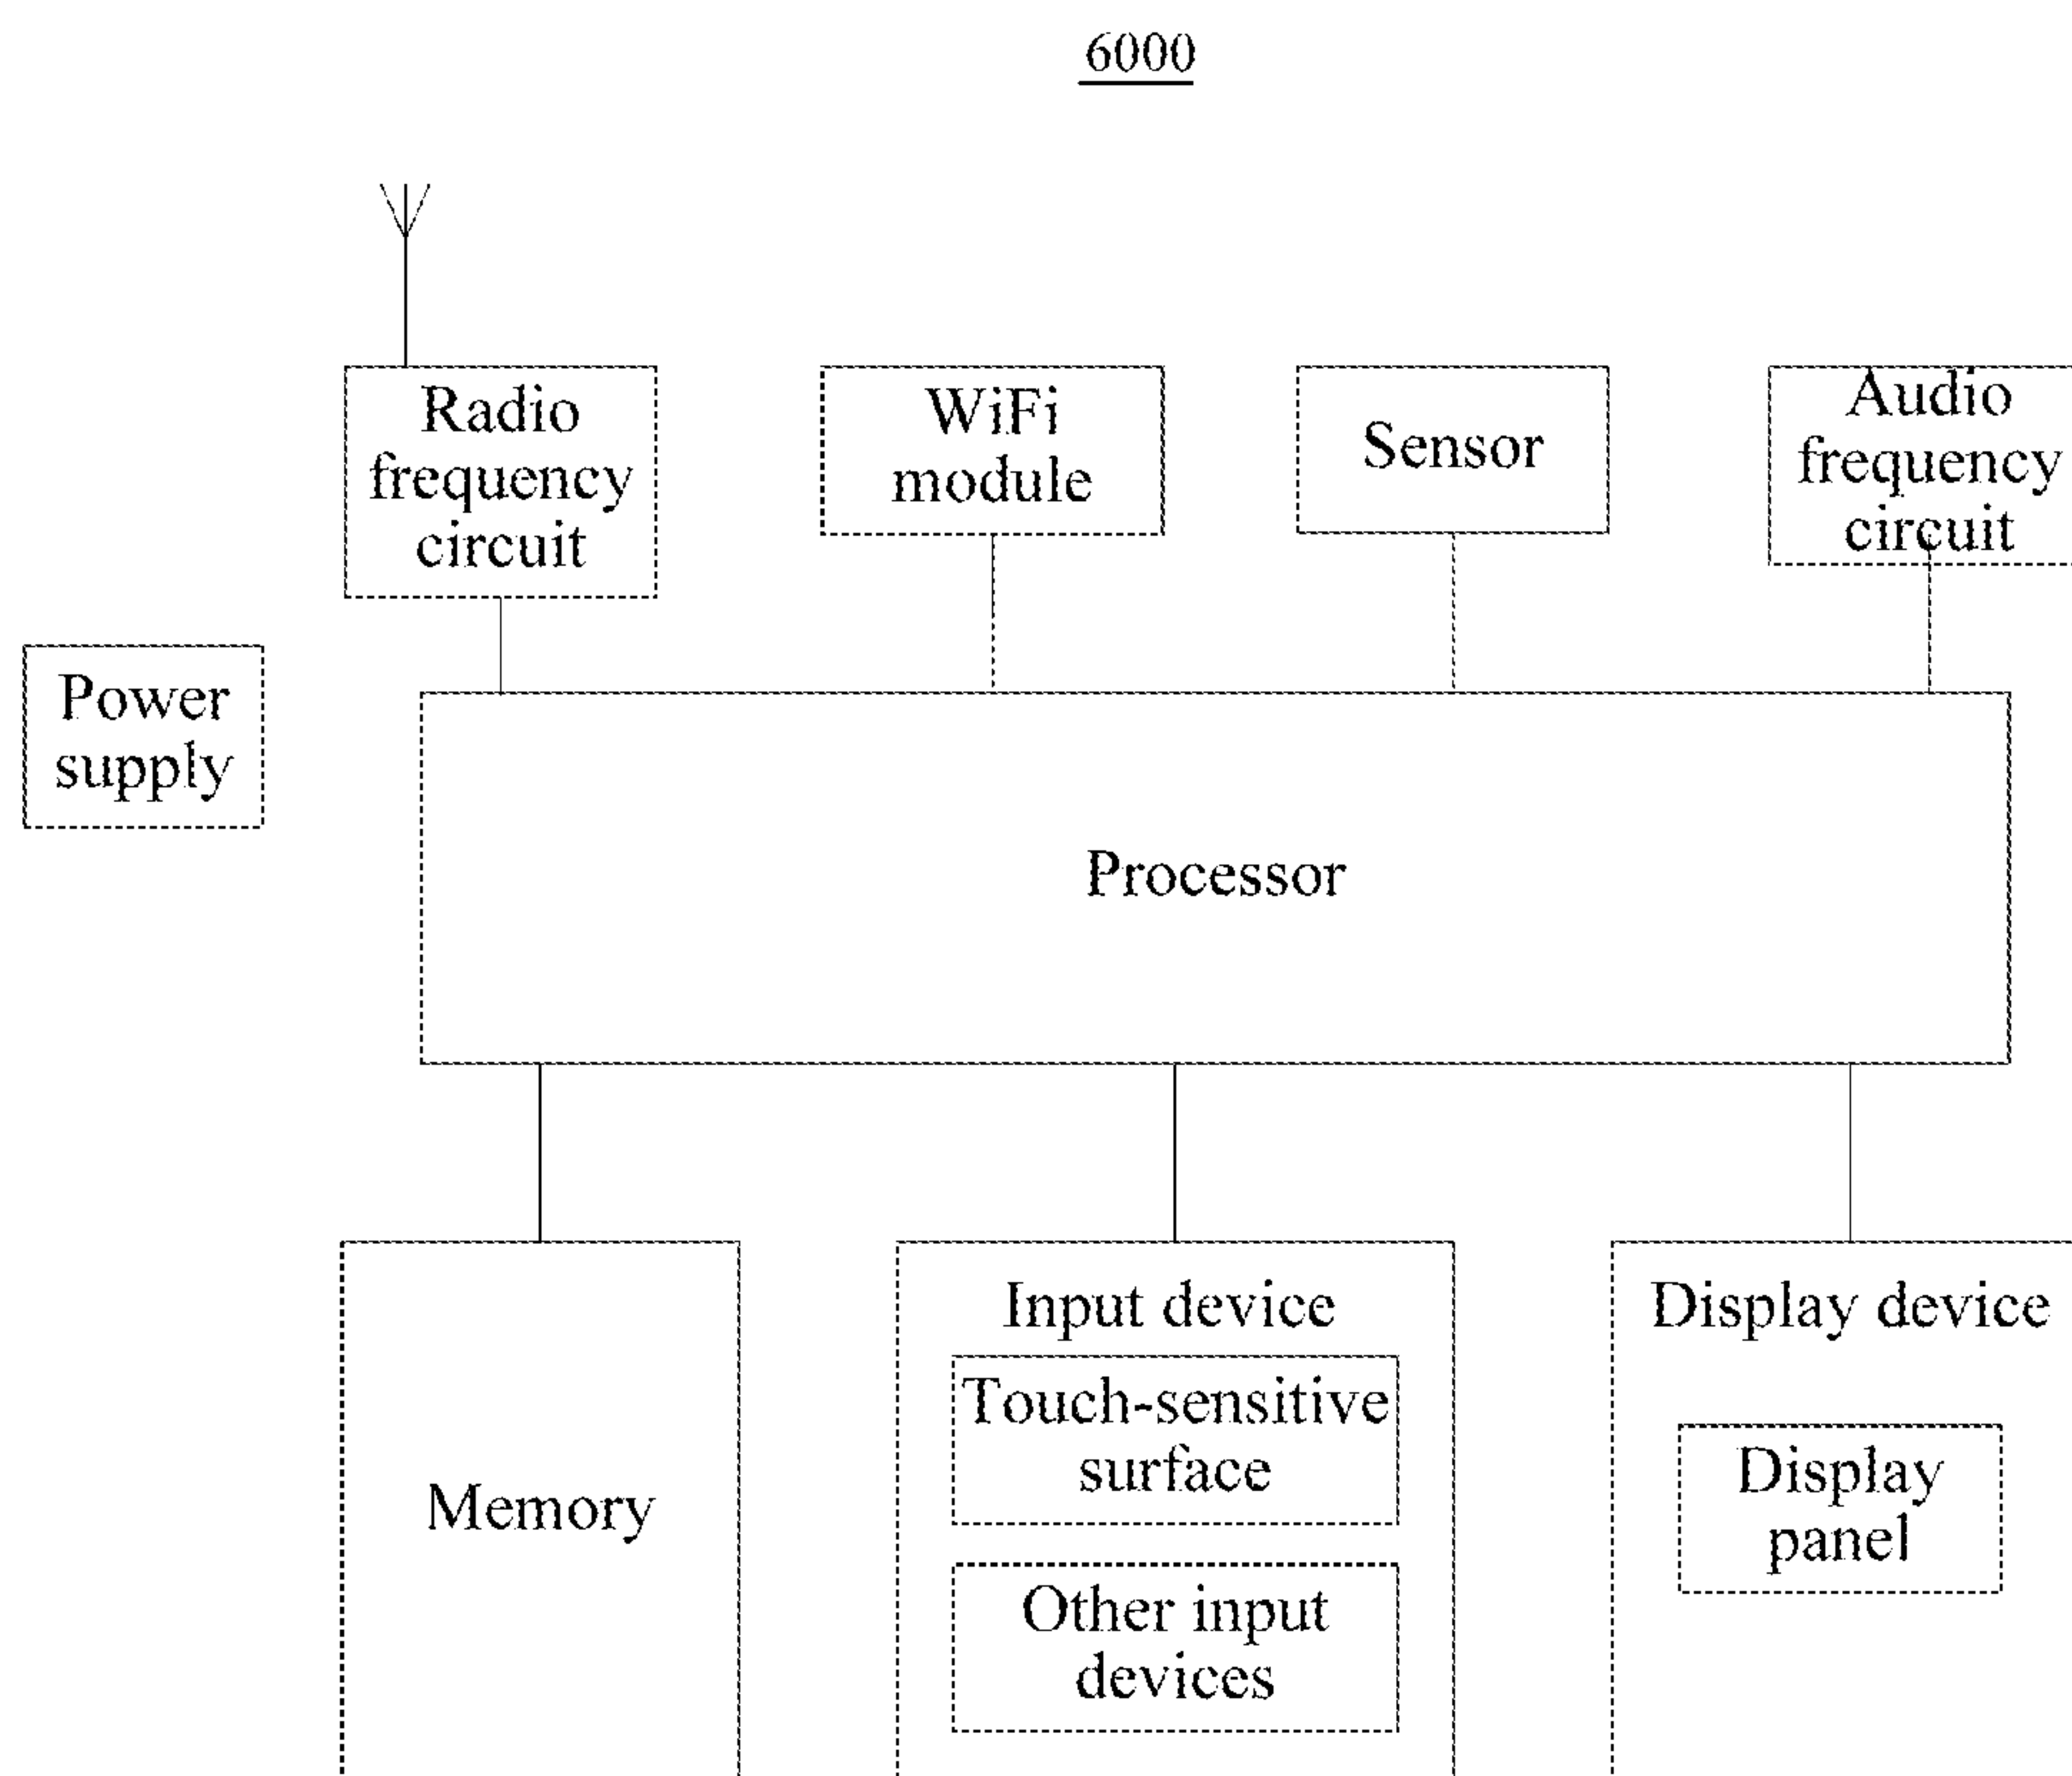 6000
Radio
frequency
circuit
WiFi
module
Sensor
Audio
frequency
circuit
Power
supply
Processor
Memory
Input device
Touch-sensitive
surface
Other input
devices
Display device
Display
panel